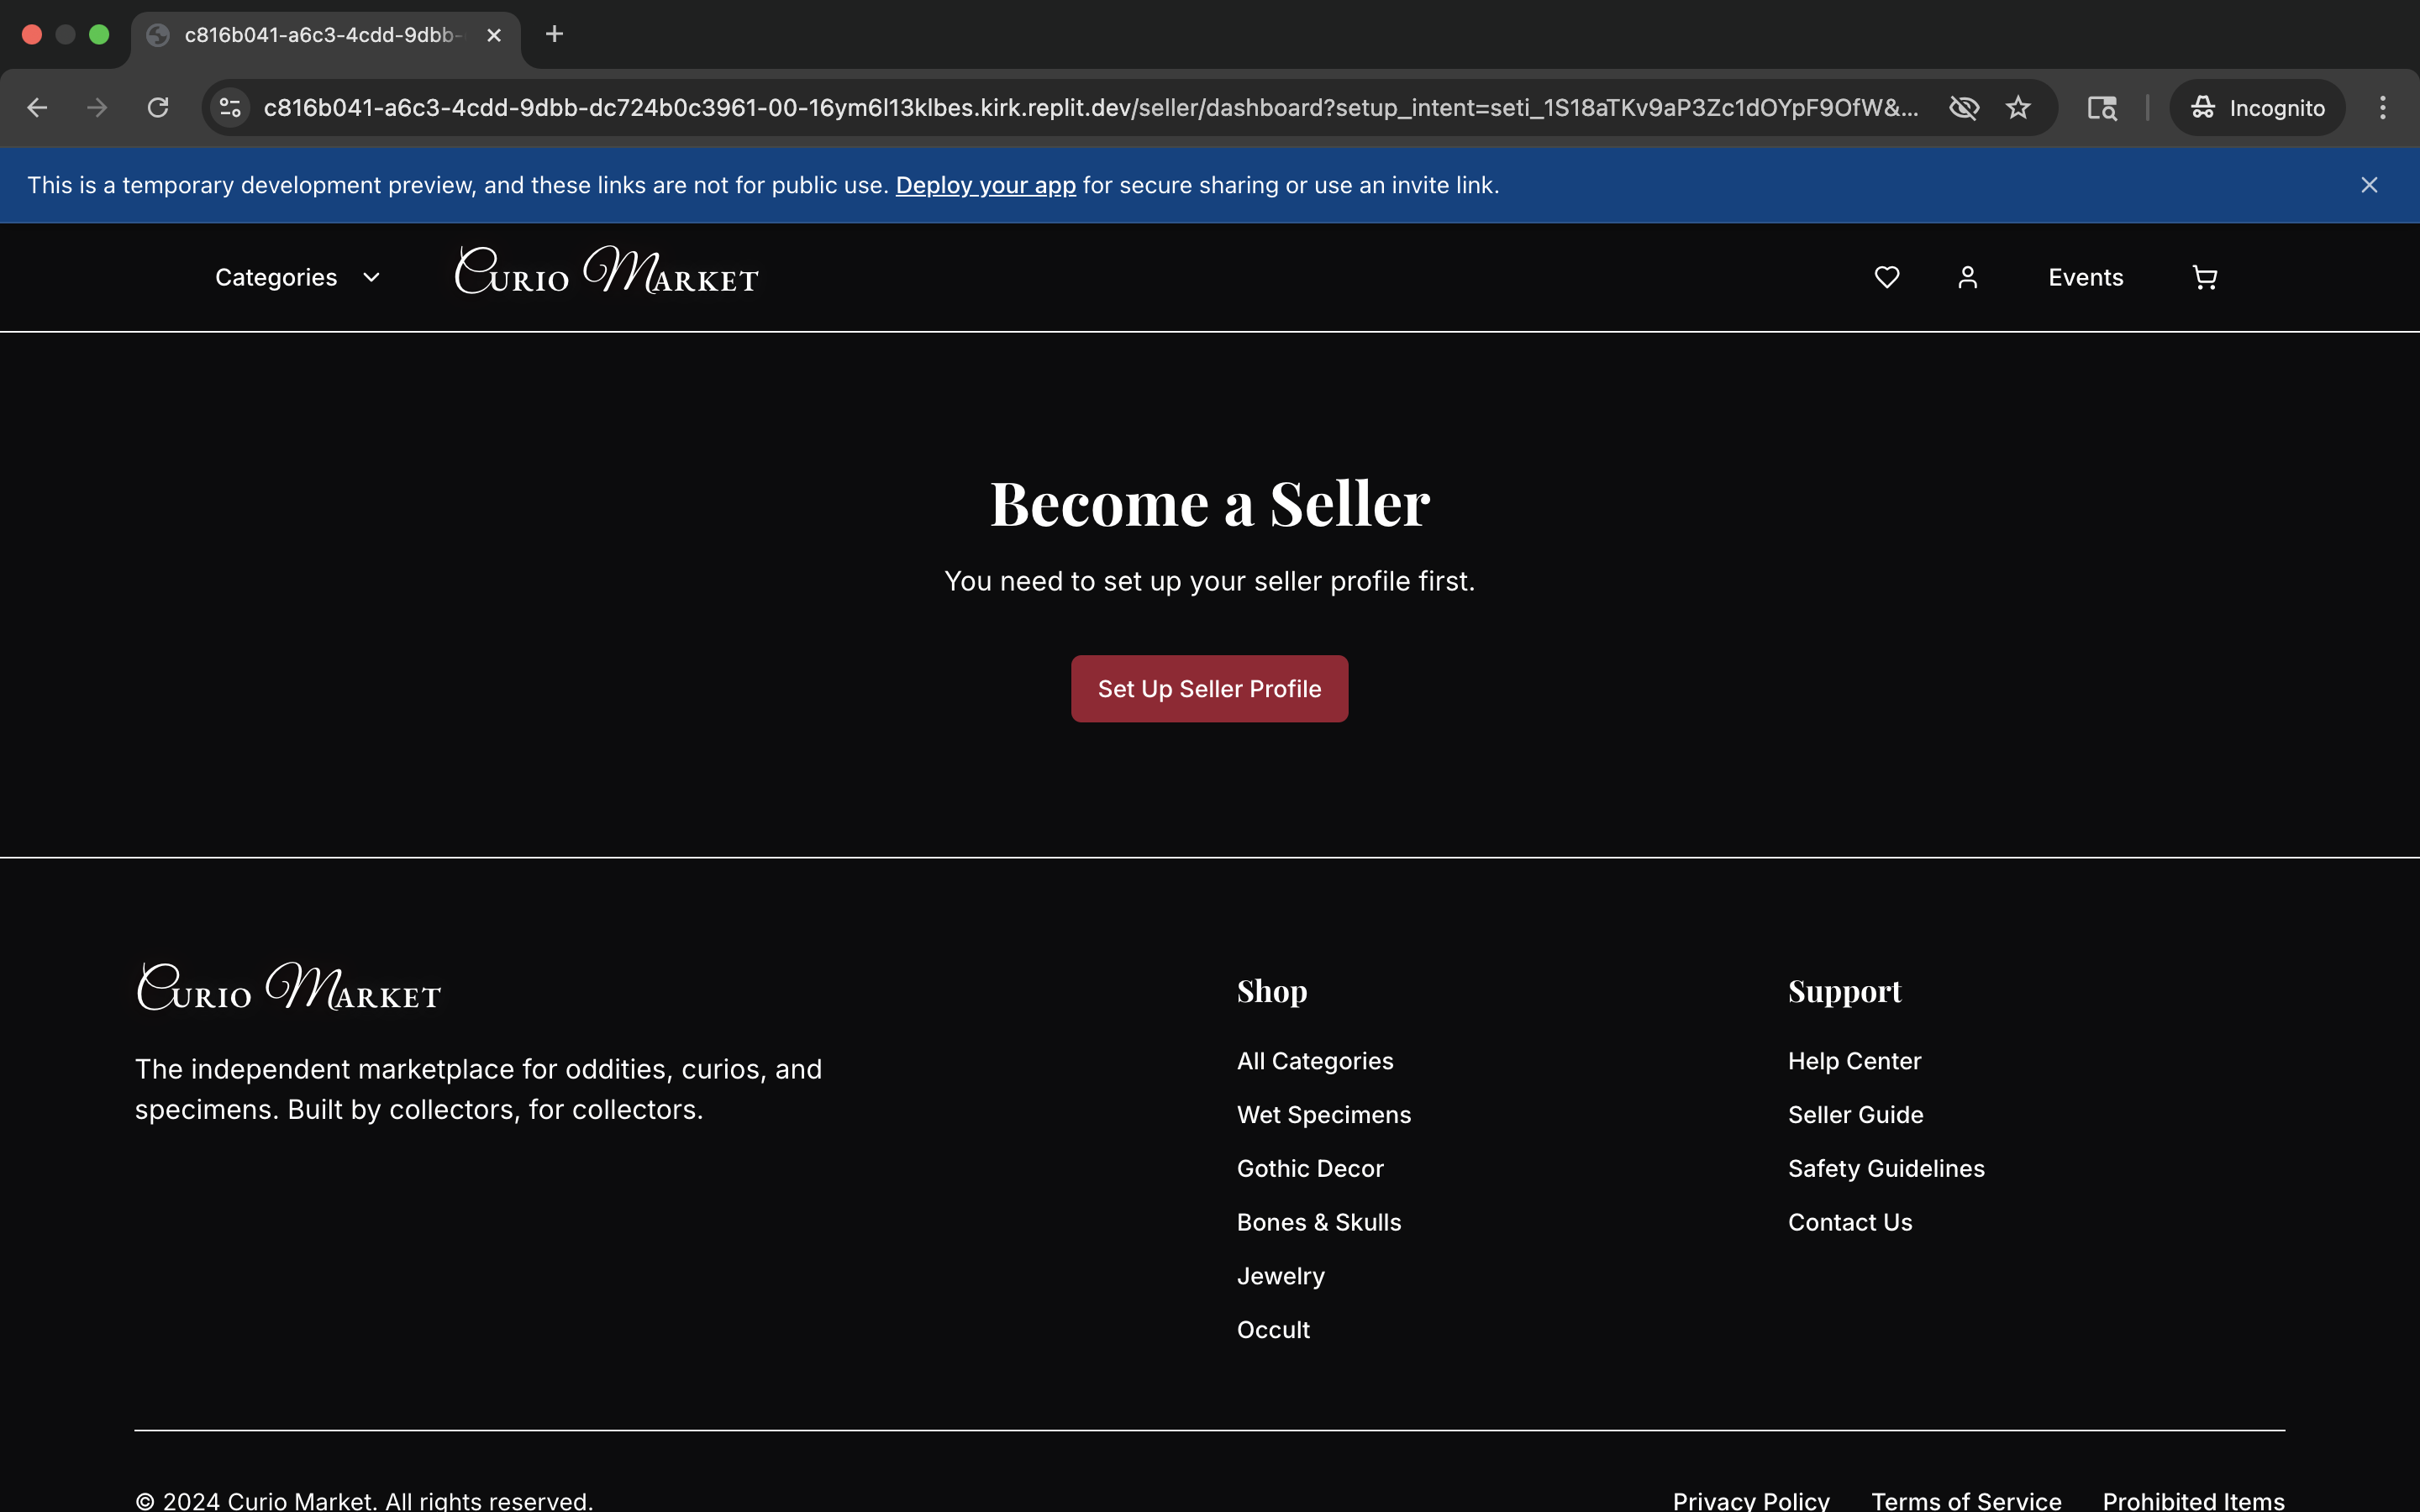 c816b041-a6c3-4cdd-9dbb-
c816b041-a6c3-4cdd-9dbb-dc724b0c3961-00-16ym6l13klbes.kirk.replit.dev/seller/dashboard?setup_intent=seti_1S18aTKv9aP3Zc1dOYpF9OfW&...
Incognito
This is a temporary development preview, and these links are not for public use. Deploy your app for secure sharing or use an invite link.
Categories
Curio Market
Events
Become a Seller
You need to set up your seller profile first.
Set Up Seller Profile
Curio Market
The independent marketplace for oddities, curios, and
specimens. Built by collectors, for collectors.
Shop
All Categories
Wet Specimens
Gothic Decor
Bones & Skulls
Jewelry
Occult
Support
Help Center
Seller Guide
Safety Guidelines
Contact Us
© 2024 Curio Market. All rights reserved.
Privacy Policy
Terms of Service
Prohibited Items